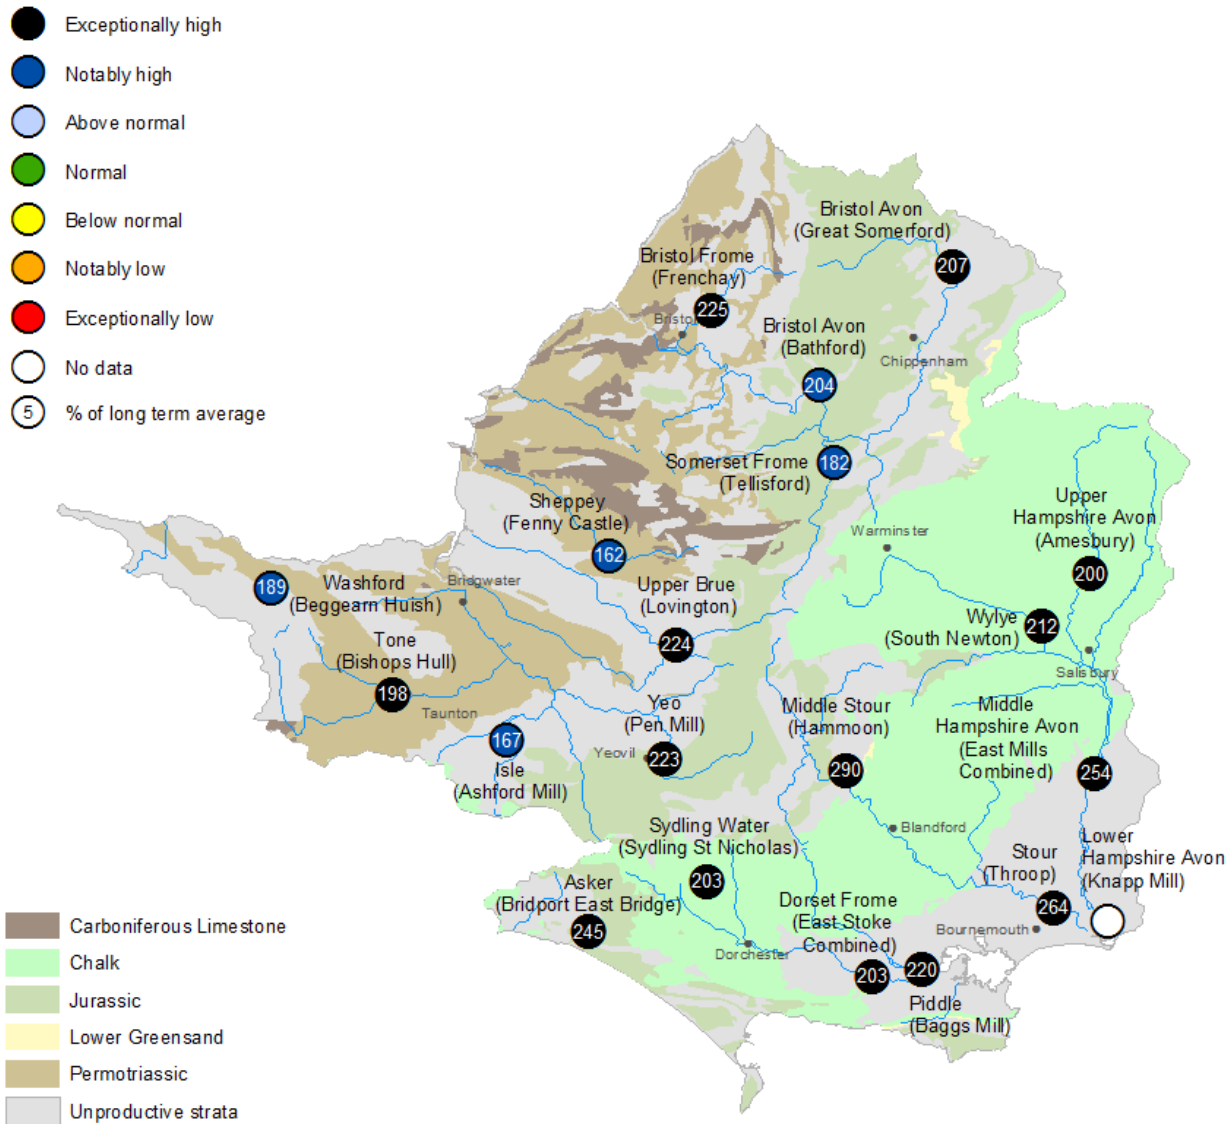 Exceptionally high
Notably high
Above normal
Normal
Below normal
Notably low
Exceptionally low
No data
5
% of long term average
Bristol Avon
(Great Somerford)
207
Bristol Frome
(Frenchay)
225
Bristol
Bristol Avon
(Bathford)
204
Chippenham
Somerset Frome
(Tellisford)
182
Sheppey
(Fenny Castle)
162
Warminster
Upper
Hampshire Avon
(Amesbury)
200
189
Washford
(Beggearn Huish)
Bridgwater
Upper Brue
(Lovington)
224
Wylye
(South Newton)
212
Salisbury
Tone
(Bishops Hull)
198
Taunton
167
Isle
(Ashford Mill)
Yeo
(Pen Mill)
Yeovil
223
Middle Stour
(Hammoon)
290
Middle
Hampshire Avon
(East Mills
Combined)
254
Blandford
Sydling Water
(Sydling St Nicholas)
203
Asker
(Bridport East Bridge)
245
Dorchester
Dorset Frome
(East Stoke
Combined)
203
220
Piddle
(Baggs Mill)
Stour
(Throop)
264
Bournemouth
Lower
Hampshire Avon
(Knapp Mill)
Carboniferous Limestone
Chalk
Jurassic
Lower Greensand
Permotriassic
Unproductive strata